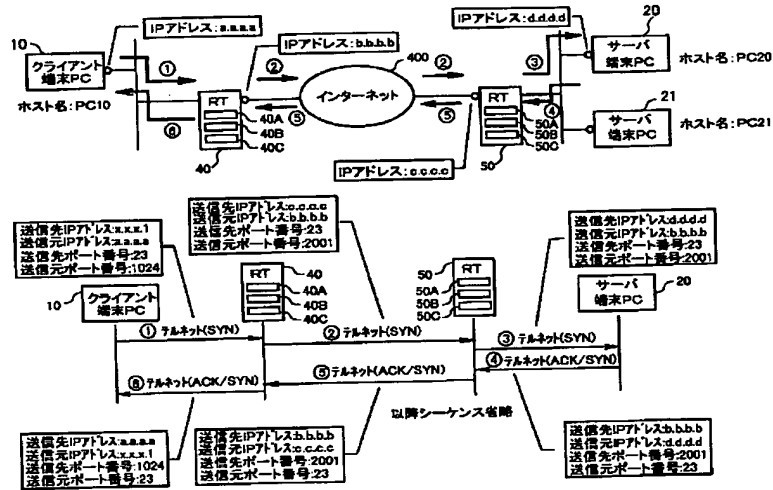 10
IPアドレス:a.a.a.a
クライアント
端末PC
①
ホスト名:PC10
⑥
IPアドレス:b.b.b.b
②
RT
40A
40B
40C
40
⑤
400
インターネット
②
⑤
IPアドレス:c.c.c.c
③
RT
④
50A
50B
50C
50
IPアドレス:d.d.d.d
20
サーバ
端末PC
ホスト名:PC20
21
サーバ
端末PC
ホスト名:PC21
送信先IPアドレス:x.x.x.1
送信元IPアドレス:a.a.a.a
送信先ポート番号:23
送信元ポート番号:1024
送信先IPアドレス:c.c.c.c
送信元IPアドレス:b.b.b.b
送信先ポート番号:23
送信元ポート番号:2001
送信先IPアドレス:d.d.d.d
送信元IPアドレス:b.b.b.b
送信先ポート番号:23
送信元ポート番号:2001
10
クライアント
端末PC
RT
40
40A
40B
40C
50
RT
50A
50B
50C
サーバ
端末PC
20
①テルネット(SYN)
②テルネット(SYN)
③テルネット(SYN)
④テルネット(ACK/SYN)
⑤テルネット(ACK/SYN)
⑥テルネット(ACK/SYN)
以降シーケンス省略
送信先IPアドレス:a.a.a.a
送信元IPアドレス:x.x.x.1
送信先ポート番号:1024
送信元ポート番号:23
送信先IPアドレス:b.b.b.b
送信元IPアドレス:c.c.c.c
送信先ポート番号:2001
送信元ポート番号:23
送信先IPアドレス:b.b.b.b
送信元IPアドレス:d.d.d.d
送信先ポート番号:2001
送信元ポート番号:23